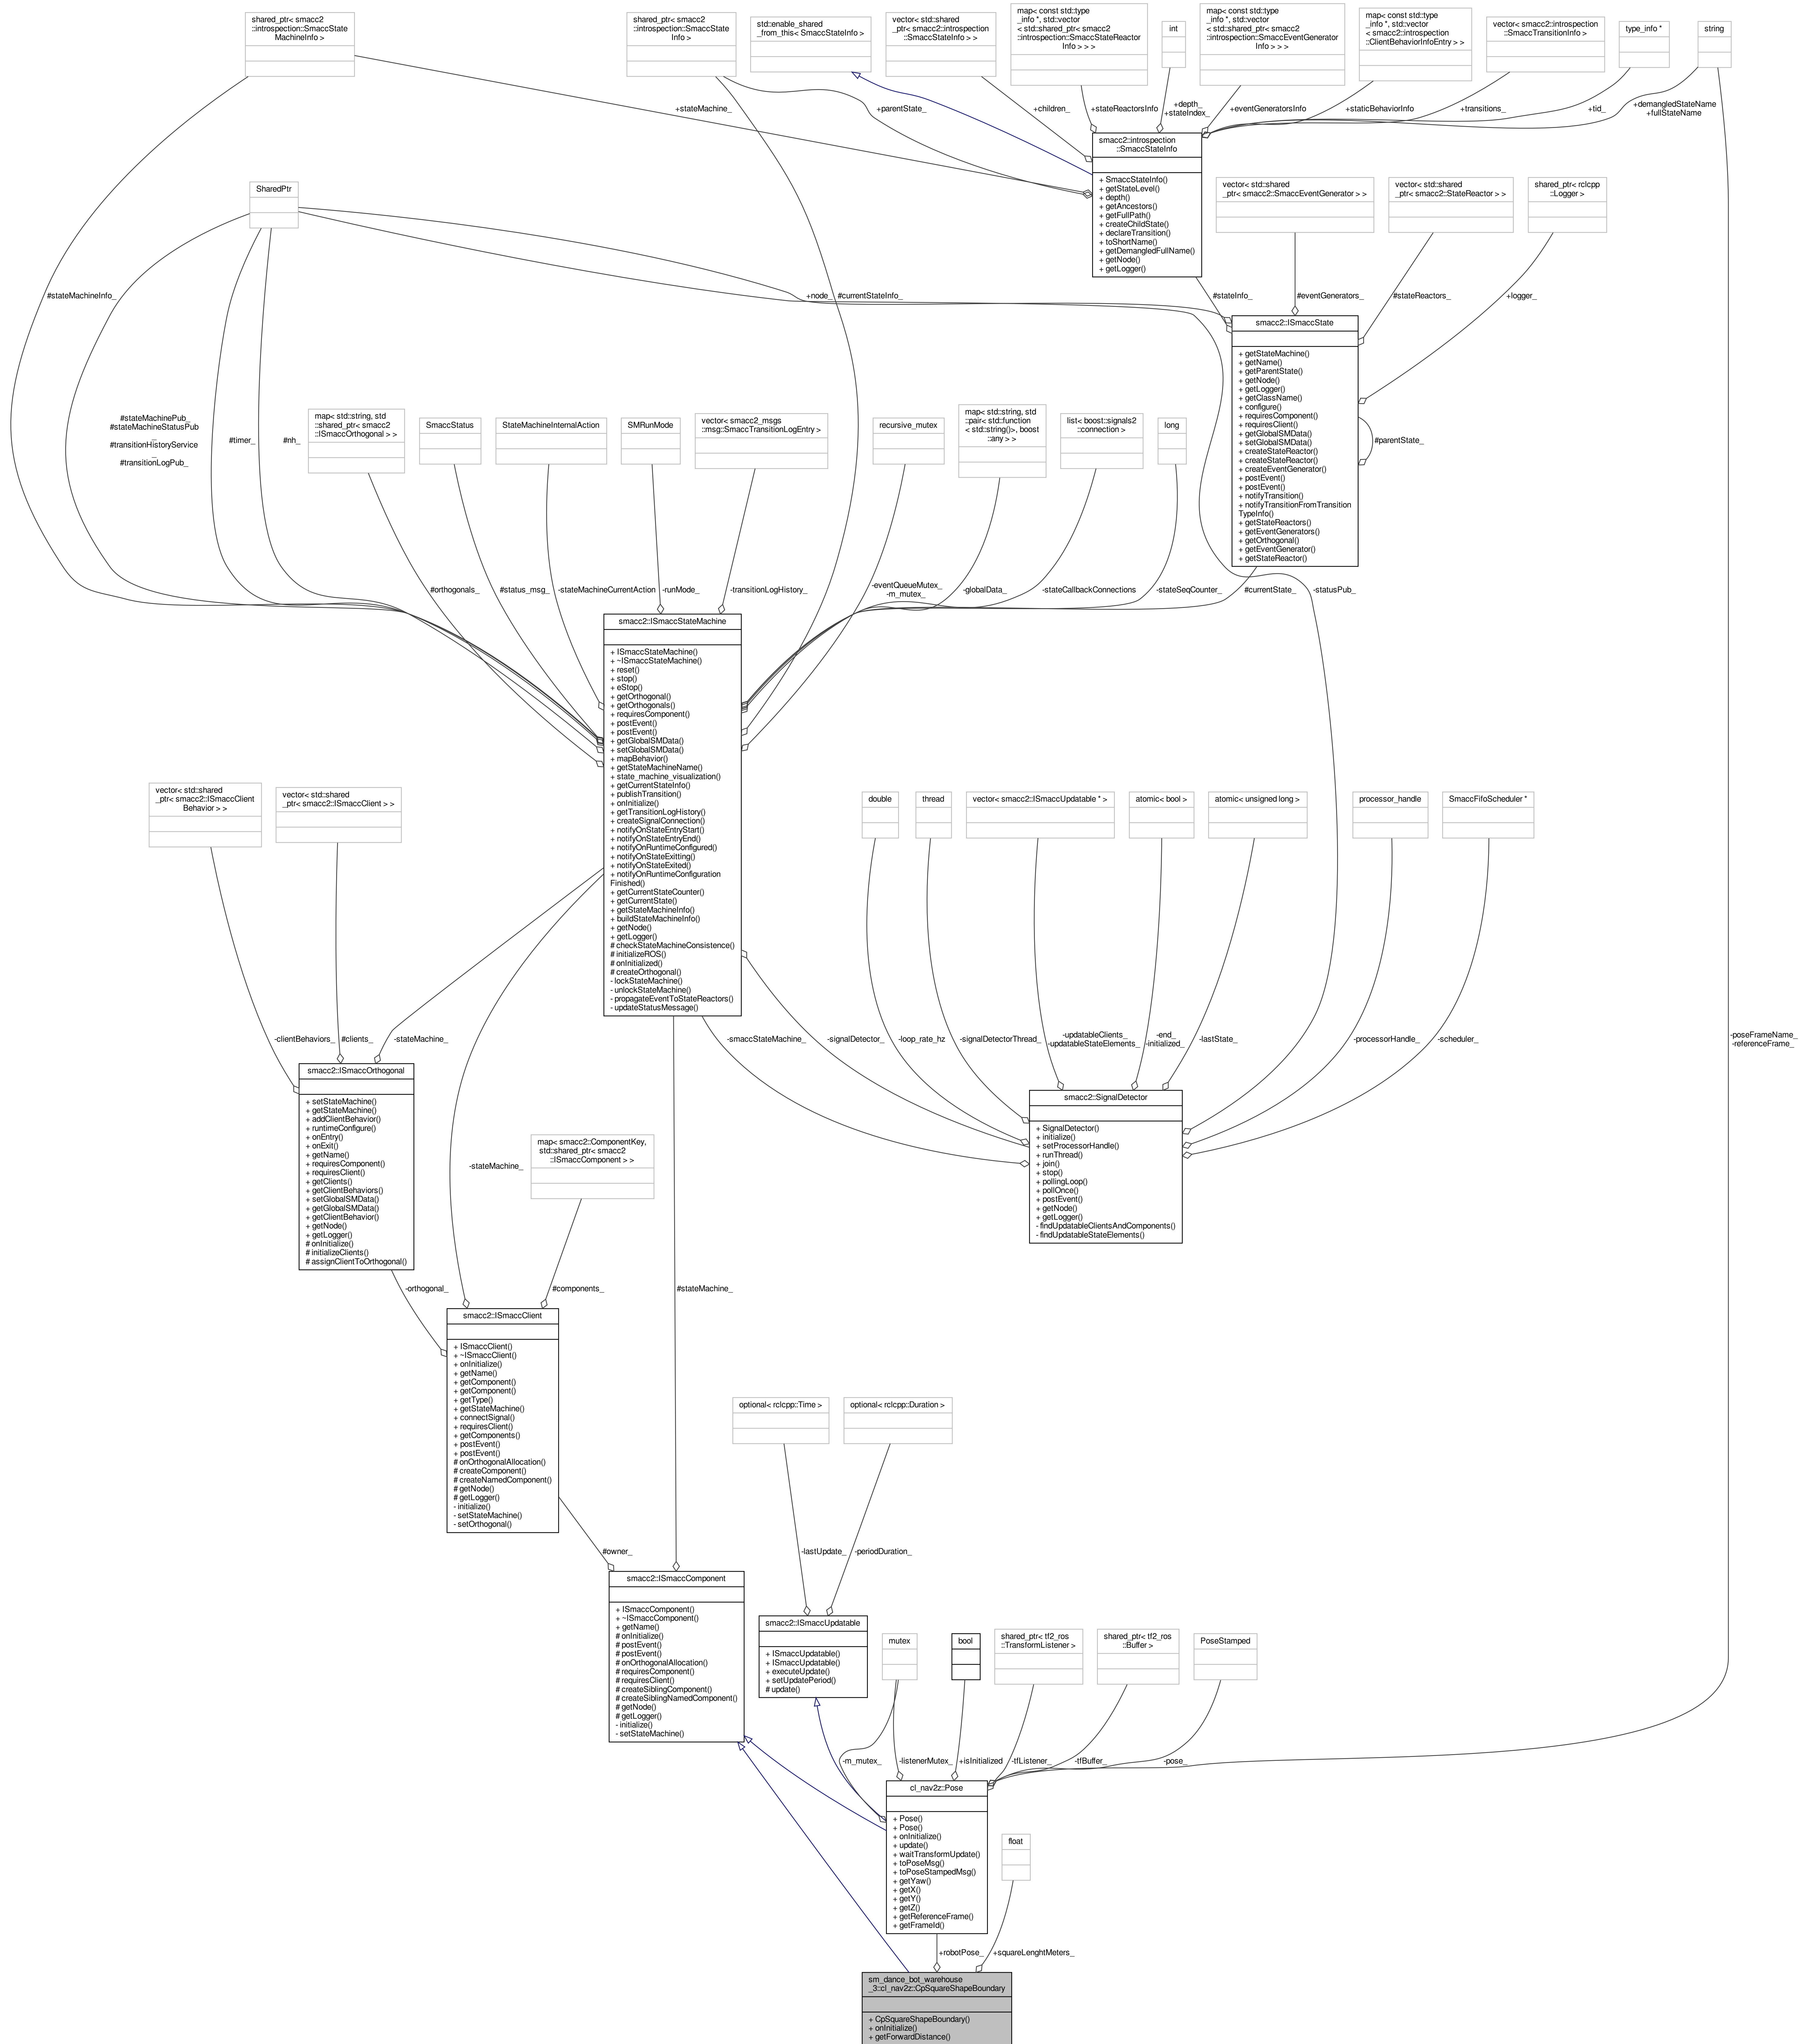 shared_ptr< smacc2
::introspection::SmaccState
MachineInfo >
shared_ptr< smacc2
::introspection::SmaccState
Info >
std::enable_shared
_from_this< SmaccStateInfo >
vector< std::shared
_ptr< smacc2::introspection
::SmaccStateInfo > >
map< const std::type
_info *, std::vector
< std::shared_ptr< smacc2
::introspection::SmaccStateReactor
Info > > >
int
map< const std::type
_info *, std::vector
< std::shared_ptr< smacc2
::introspection::SmaccEventGenerator
Info > > >
map< const std::type
_info *, std::vector
< smacc2::introspection
::ClientBehaviorInfoEntry > >
vector< smacc2::introspection
::SmaccTransitionInfo >
type_info *
string
+stateMachine_
+parentState_
+children_
+stateReactorsInfo
+depth_
+stateIndex_
+eventGeneratorsInfo
+staticBehaviorInfo
+transitions_
+tid_
+demangledStateName
+fullStateName
smacc2::introspection
::SmaccStateInfo
+ SmaccStateInfo()
+ getStateLevel()
+ depth()
+ getAncestors()
+ getFullPath()
+ createChildState()
+ declareTransition()
+ toShortName()
+ getDemangledFullName()
+ getNode()
+ getLogger()
SharedPtr
vector< std::shared
_ptr< smacc2::SmaccEventGenerator > >
vector< std::shared
_ptr< smacc2::StateReactor > >
shared_ptr< rclcpp
::Logger >
#stateMachineInfo_
+node_
#currentStateInfo_
#stateInfo_
#eventGenerators_
#stateReactors_
+logger_
smacc2::ISmaccState
+ getStateMachine()
+ getName()
+ getParentState()
+ getNode()
+ getLogger()
+ getClassName()
+ configure()
+ requiresComponent()
+ requiresClient()
+ getGlobalSMData()
+ setGlobalSMData()
+ createStateReactor()
+ createStateReactor()
+ createEventGenerator()
+ postEvent()
+ postEvent()
+ notifyTransition()
+ notifyTransitionFromTransition
TypeInfo()
+ getStateReactors()
+ getEventGenerators()
+ getOrthogonal()
+ getEventGenerator()
+ getStateReactor()
#parentState_
#stateMachinePub_
#stateMachineStatusPub
_
#transitionHistoryService
_
#transitionLogPub_
#timer_
#nh_
map< std::string, std
::shared_ptr< smacc2
::ISmaccOrthogonal > >
SmaccStatus
StateMachineInternalAction
SMRunMode
vector< smacc2_msgs
::msg::SmaccTransitionLogEntry >
recursive_mutex
map< std::string, std
::pair< std::function
< std::string()>, boost
::any > >
list< boost::signals2
::connection >
long
#orthogonals_
#status_msg_
-stateMachineCurrentAction
-runMode_
-transitionLogHistory_
-eventQueueMutex_
-m_mutex_
-globalData_
-stateCallbackConnections
-stateSeqCounter_
#currentState_
-statusPub_
smacc2::ISmaccStateMachine
+ ISmaccStateMachine()
+ ~ISmaccStateMachine()
+ reset()
+ stop()
+ eStop()
+ getOrthogonal()
+ getOrthogonals()
+ requiresComponent()
+ postEvent()
+ postEvent()
+ getGlobalSMData()
+ setGlobalSMData()
+ mapBehavior()
+ getStateMachineName()
+ state_machine_visualization()
+ getCurrentStateInfo()
+ publishTransition()
+ onInitialize()
+ getTransitionLogHistory()
+ createSignalConnection()
+ notifyOnStateEntryStart()
+ notifyOnStateEntryEnd()
+ notifyOnRuntimeConfigured()
+ notifyOnStateExitting()
+ notifyOnStateExited()
+ notifyOnRuntimeConfiguration
Finished()
+ getCurrentStateCounter()
+ getCurrentState()
+ getStateMachineInfo()
+ buildStateMachineInfo()
+ getNode()
+ getLogger()
# checkStateMachineConsistence()
# initializeROS()
# onInitialized()
# createOrthogonal()
- lockStateMachine()
- unlockStateMachine()
- propagateEventToStateReactors()
- updateStatusMessage()
vector< std::shared
_ptr< smacc2::ISmaccClient
Behavior > >
vector< std::shared
_ptr< smacc2::ISmaccClient > >
double
thread
vector< smacc2::ISmaccUpdatable * >
atomic< bool >
atomic< unsigned long >
processor_handle
SmaccFifoScheduler *
-clientBehaviors_
#clients_
-stateMachine_
-smaccStateMachine_
-signalDetector_
-loop_rate_hz
-signalDetectorThread_
-updatableClients_
-updatableStateElements_
-end_
-initialized_
-lastState_
-processorHandle_
-scheduler_
-poseFrameName_
-referenceFrame_
smacc2::ISmaccOrthogonal
+ setStateMachine()
+ getStateMachine()
+ addClientBehavior()
+ runtimeConfigure()
+ onEntry()
+ onExit()
+ getName()
+ requiresComponent()
+ requiresClient()
+ getClients()
+ getClientBehaviors()
+ setGlobalSMData()
+ getGlobalSMData()
+ getClientBehavior()
+ getNode()
+ getLogger()
# onInitialize()
# initializeClients()
# assignClientToOrthogonal()
smacc2::SignalDetector
+ SignalDetector()
+ initialize()
+ setProcessorHandle()
+ runThread()
+ join()
+ stop()
+ pollingLoop()
+ pollOnce()
+ postEvent()
+ getNode()
+ getLogger()
- findUpdatableClientsAndComponents()
- findUpdatableStateElements()
-stateMachine_
map< smacc2::ComponentKey,
std::shared_ptr< smacc2
::ISmaccComponent > >
-orthogonal_
#components_
#stateMachine_
smacc2::ISmaccClient
+ ISmaccClient()
+ ~ISmaccClient()
+ onInitialize()
+ getName()
+ getComponent()
+ getComponent()
+ getType()
+ getStateMachine()
+ connectSignal()
+ requiresClient()
+ getComponents()
+ postEvent()
+ postEvent()
# onOrthogonalAllocation()
# createComponent()
# createNamedComponent()
# getNode()
# getLogger()
- initialize()
- setStateMachine()
- setOrthogonal()
optional< rclcpp::Time >
optional< rclcpp::Duration >
#owner_
-lastUpdate_
-periodDuration_
smacc2::ISmaccComponent
+ ISmaccComponent()
+ ~ISmaccComponent()
+ getName()
# onInitialize()
# postEvent()
# postEvent()
# onOrthogonalAllocation()
# requiresComponent()
# requiresClient()
# createSiblingComponent()
# createSiblingNamedComponent()
# getNode()
# getLogger()
- initialize()
- setStateMachine()
smacc2::ISmaccUpdatable
+ ISmaccUpdatable()
+ ISmaccUpdatable()
+ executeUpdate()
+ setUpdatePeriod()
# update()
mutex
bool
shared_ptr< tf2_ros
::TransformListener >
shared_ptr< tf2_ros
::Buffer >
PoseStamped
-m_mutex_
-listenerMutex_
+isInitialized
-tfListener_
-tfBuffer_
-pose_
cl_nav2z::Pose
+ Pose()
+ Pose()
+ onInitialize()
+ update()
+ waitTransformUpdate()
+ toPoseMsg()
+ toPoseStampedMsg()
+ getYaw()
+ getX()
+ getY()
+ getZ()
+ getReferenceFrame()
+ getFrameId()
float
+robotPose_
+squareLenghtMeters_
sm_dance_bot_warehouse
_3::cl_nav2z::CpSquareShapeBoundary
+ CpSquareShapeBoundary()
+ onInitialize()
+ getForwardDistance()